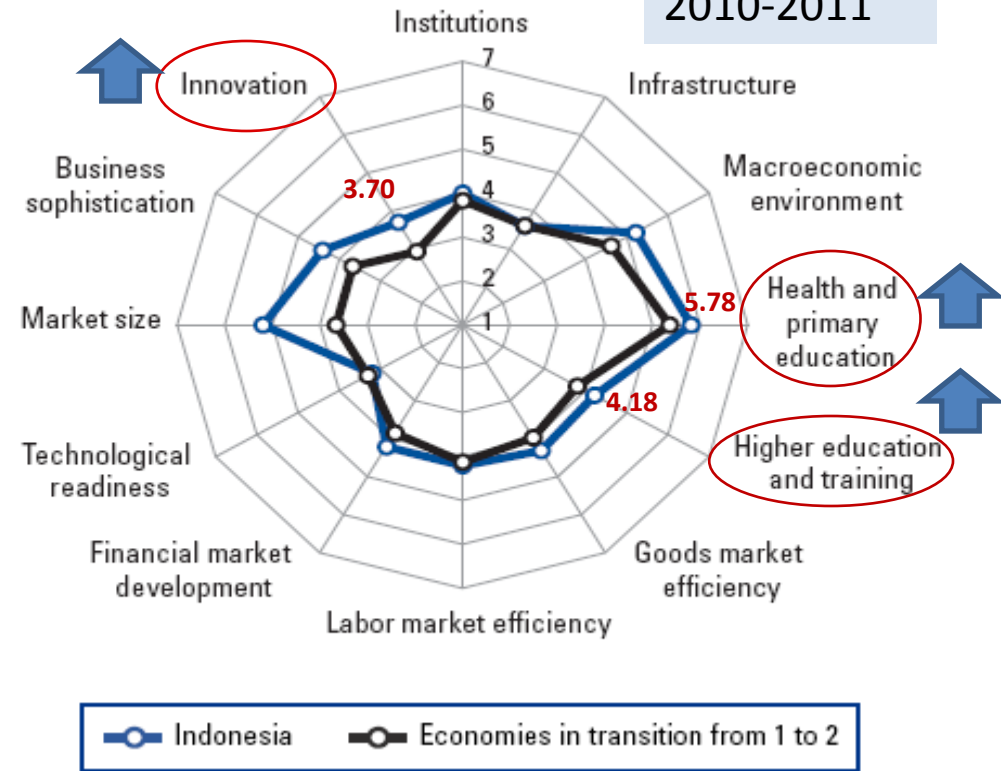 2010-2011
Institutions
7
Innovation
Infrastructure
6
5
Business
sophistication
Macroeconomic
environment
3.70
4
3
2
Market size
1
5.78
Health and
primary
education
4.18
Technological
readiness
Higher education
and training
Financial market
development
Goods market
efficiency
Labor market efficiency
Indonesia
Economies in transition from 1 to 2